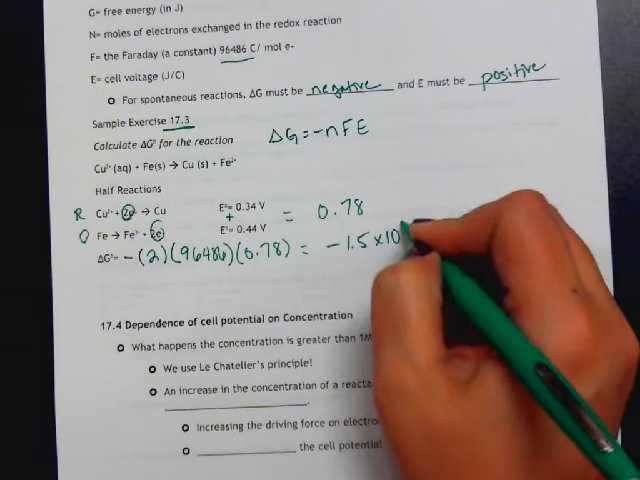 G= free energy (in J)
N= moles of electrons exchanged in the redox reaction
F= the Faraday (a constant) 96486 C/ mol e-
E= cell voltage (J/C)
o For spontaneous reactions, ΔG must be negative and E must be positive
Sample Exercise 17.3
ΔG = -nFE
Calculate ΔG° for the reaction
Cu²⁺ (aq) + Fe(s) → Cu (s) + Fe²⁺
Half Reactions
R Cu²⁺ + 2e⁻ → Cu E°= 0.34 V
+ = 0.78
O Fe → Fe²⁺ + 2e⁻ E°= 0.44 V
ΔG°= -(2)(96486)(0.78) = -1.5 x 10
17.4 Dependence of cell potential on Concentration
o What happens the concentration is greater than 1M
o We use Le Chatelier's principle!
o An increase in the concentration of a reacta
o Increasing the driving force on electro
o the cell potential